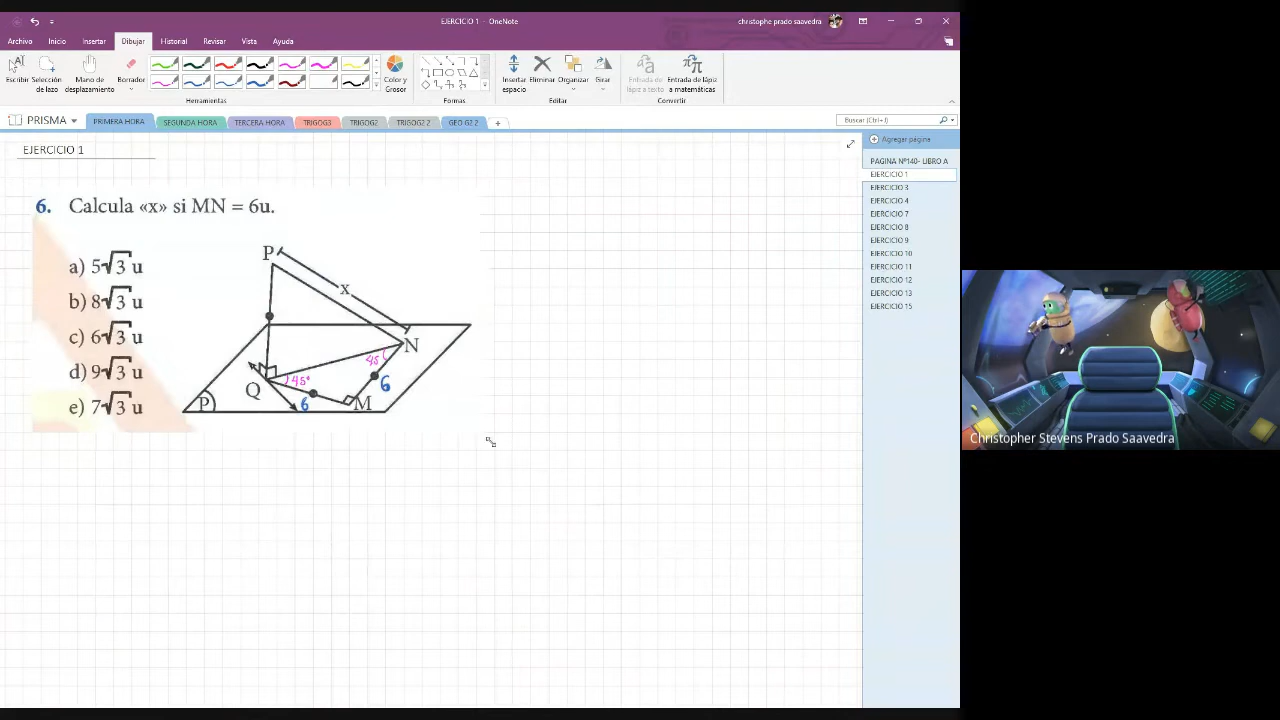 EJERCICIO 1 - OneNote
christophe prado saavedra
Archivo Inicio Insertar Dibujar Historial Revisar Vista Ayuda
Escribir Selección de lazo Mano de desplazamiento Borrador Color y Grosor Insertar espacio Eliminar Organizar Girar Entrada de lápiz a texto Entrada de lápiz a matemáticas
Herramientas Formas Editar Convertir
PRISMA PRIMERA HORA SEGUNDA HORA TERCERA HORA TRIGOG3 TRIGOG2 TRIGOG2 2 GEO G2 2 Buscar (Ctrl+J)
Agregar página
EJERCICIO 1
PAGINA Nº140- LIBRO A
EJERCICIO 1
EJERCICIO 3
EJERCICIO 4
EJERCICIO 7
EJERCICIO 8
EJERCICIO 9
EJERCICIO 10
EJERCICIO 11
EJERCICIO 12
EJERCICIO 13
EJERCICIO 15
6. Calcula «x» si MN = 6u.
a) 5√3 u
b) 8√3 u
c) 6√3 u
d) 9√3 u
e) 7√3 u
P
x
N
45
Q 45° 6
P 6 M
Christopher Stevens Prado Saavedra